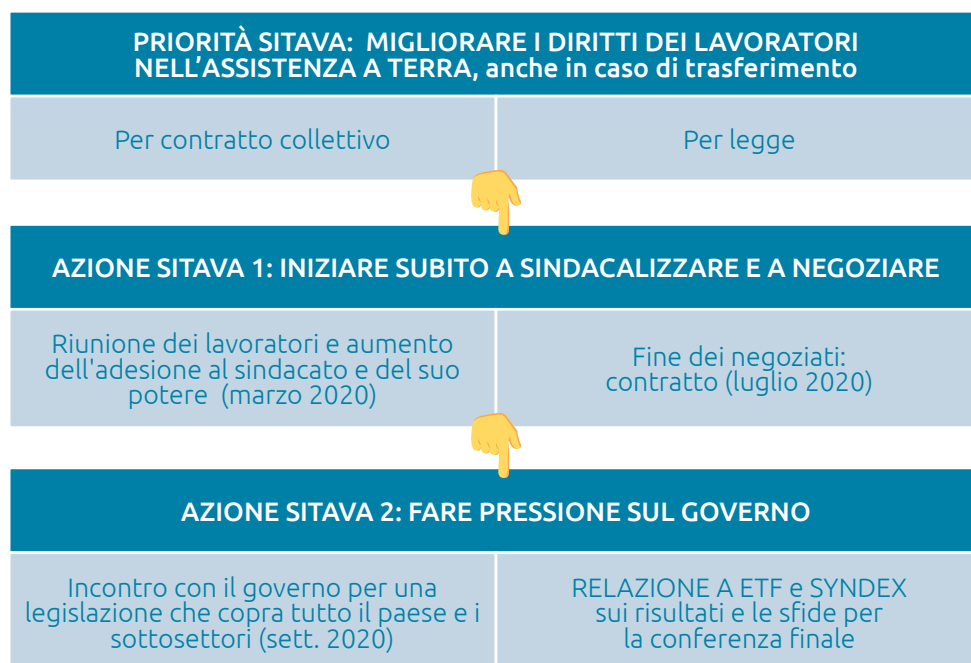 PRIORITÀ SITAVA: MIGLIORARE I DIRITTI DEI LAVORATORI
NELL'ASSISTENZA A TERRA, anche in caso di trasferimento
Per contratto collettivo
Per legge
AZIONE SITAVA 1: INIZIARE SUBITO A SINDACALIZZARE E A NEGOZIARE
Riunione dei lavoratori e aumento
dell'adesione al sindacato e del suo
potere (marzo 2020)
Fine dei negoziati:
contratto (luglio 2020)
AZIONE SITAVA 2: FARE PRESSIONE SUL GOVERNO
Incontro con il governo per una
legislazione che copra tutto il paese e i
sottosettori (sett. 2020)
RELAZIONE A ETF e SYNDEX
sui risultati e le sfide per
la conferenza finale